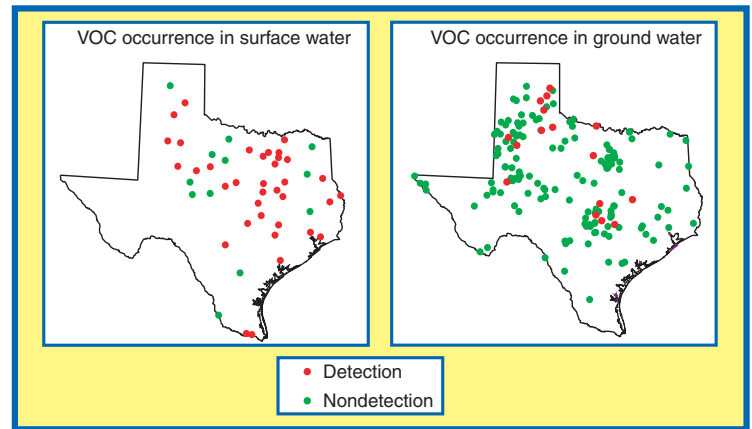 VOC occurrence in surface water
VOC occurrence in ground water
Detection
Nondetection